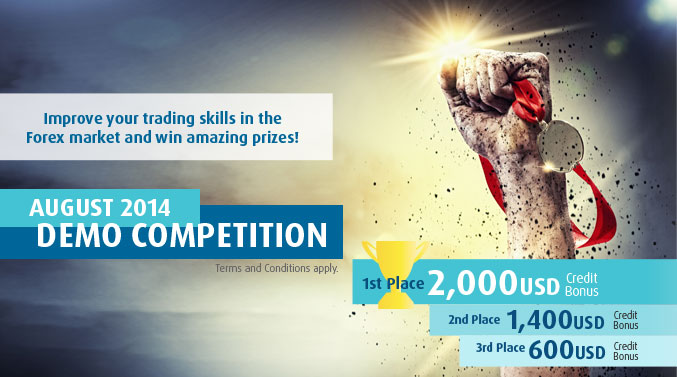 Improve your trading skills in the
Forex market and win amazing prizes!
AUGUST 2014
DEMO COMPETITION
Terms and Conditions apply.
1st Place 2,000USD Credit
Bonus
2nd Place 1,400USD Credit
Bonus
3rd Place 600USD Credit
Bonus